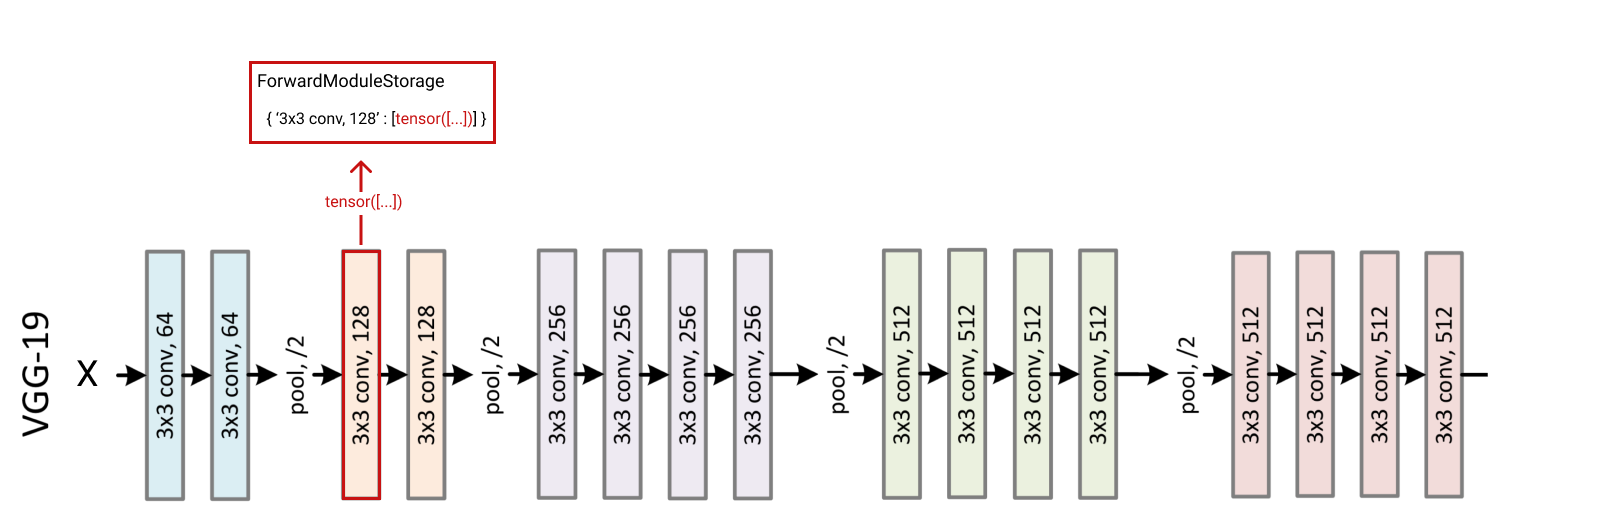 ForwardModuleStorage
{ ‘3x3 conv, 128’ : [tensor([...])] }
tensor([...])
VGG-19
X
3x3 conv, 64
3x3 conv, 64
pool, /2
3x3 conv, 128
3x3 conv, 128
pool, /2
3x3 conv, 256
3x3 conv, 256
3x3 conv, 256
3x3 conv, 256
pool, /2
3x3 conv, 512
3x3 conv, 512
3x3 conv, 512
3x3 conv, 512
pool, /2
3x3 conv, 512
3x3 conv, 512
3x3 conv, 512
3x3 conv, 512